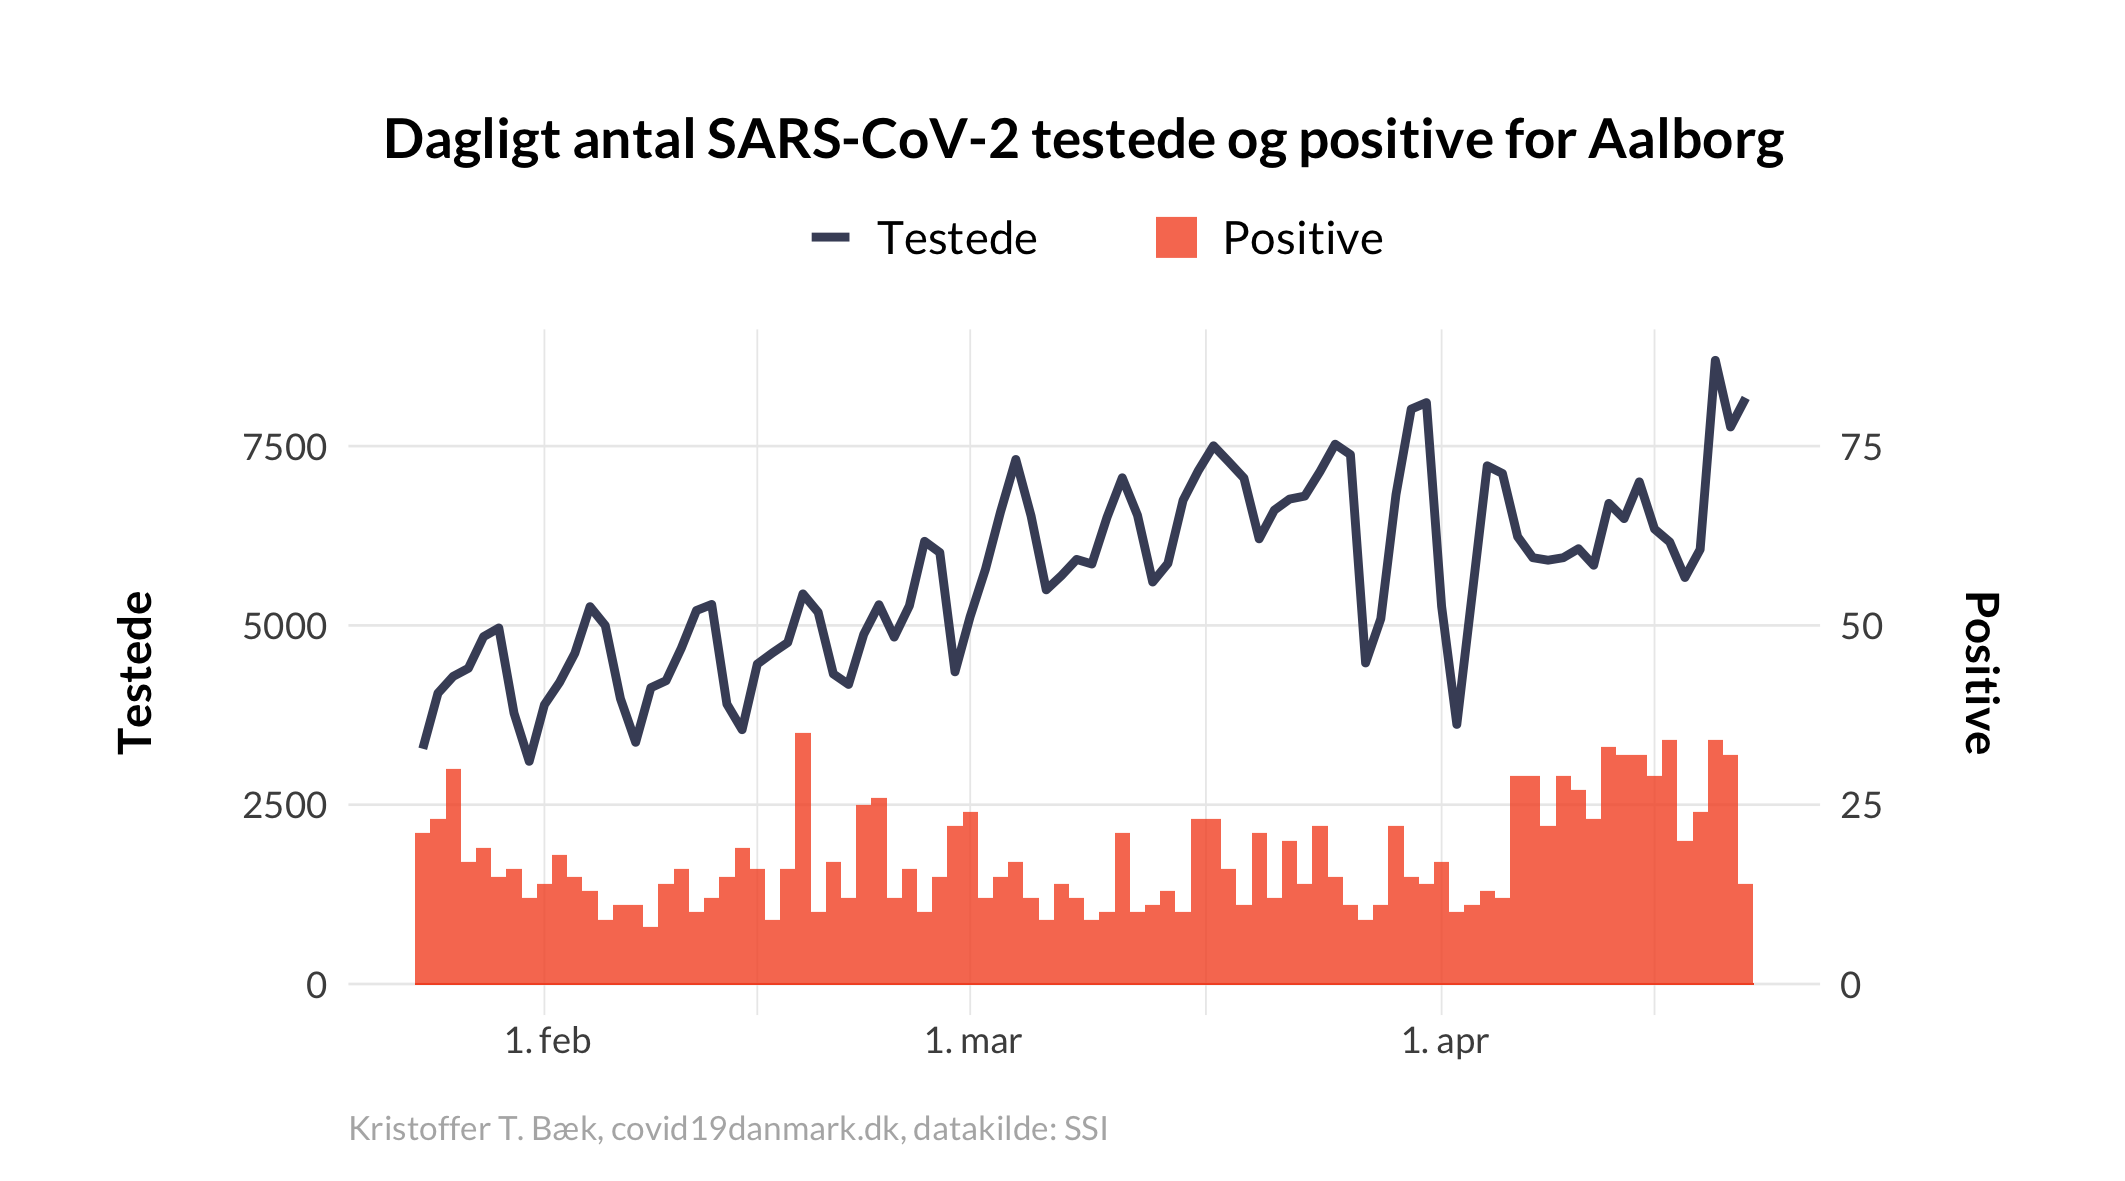 Dagligt antal SARS-CoV-2 testede og positive for Aalborg
Testede
Positive
7500
5000
2500
0
75
50
25
0
Testede
Positive
1. feb
1. mar
1. apr
Kristoffer T. Bæk, covid19danmark.dk, datakilde: SSI